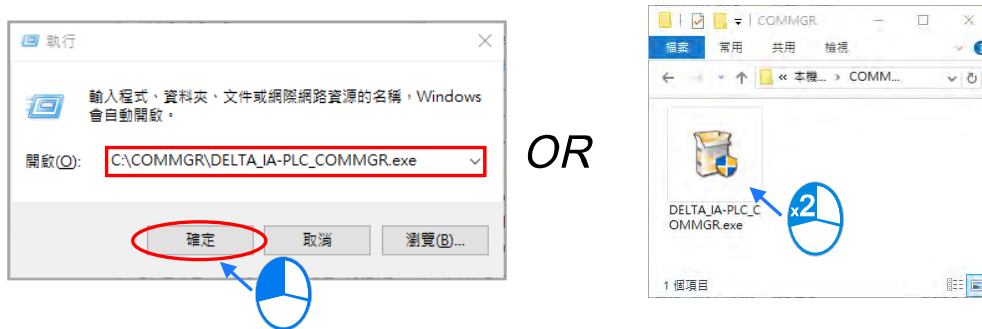 執行
輸入程式、資料夾、文件或網際網路資源的名稱，Windows
會自動開啟。
開啟(O):
C:\COMMGR\DELTA_IA-PLC_COMMGR.exe
確定
取消
瀏覽(B)...
OR
COMMGR
檔案 常用 共用 檢視
« 本機... › COMM...
DELTA_IA-PLC_C
OMMGR.exe
x2
1 個項目